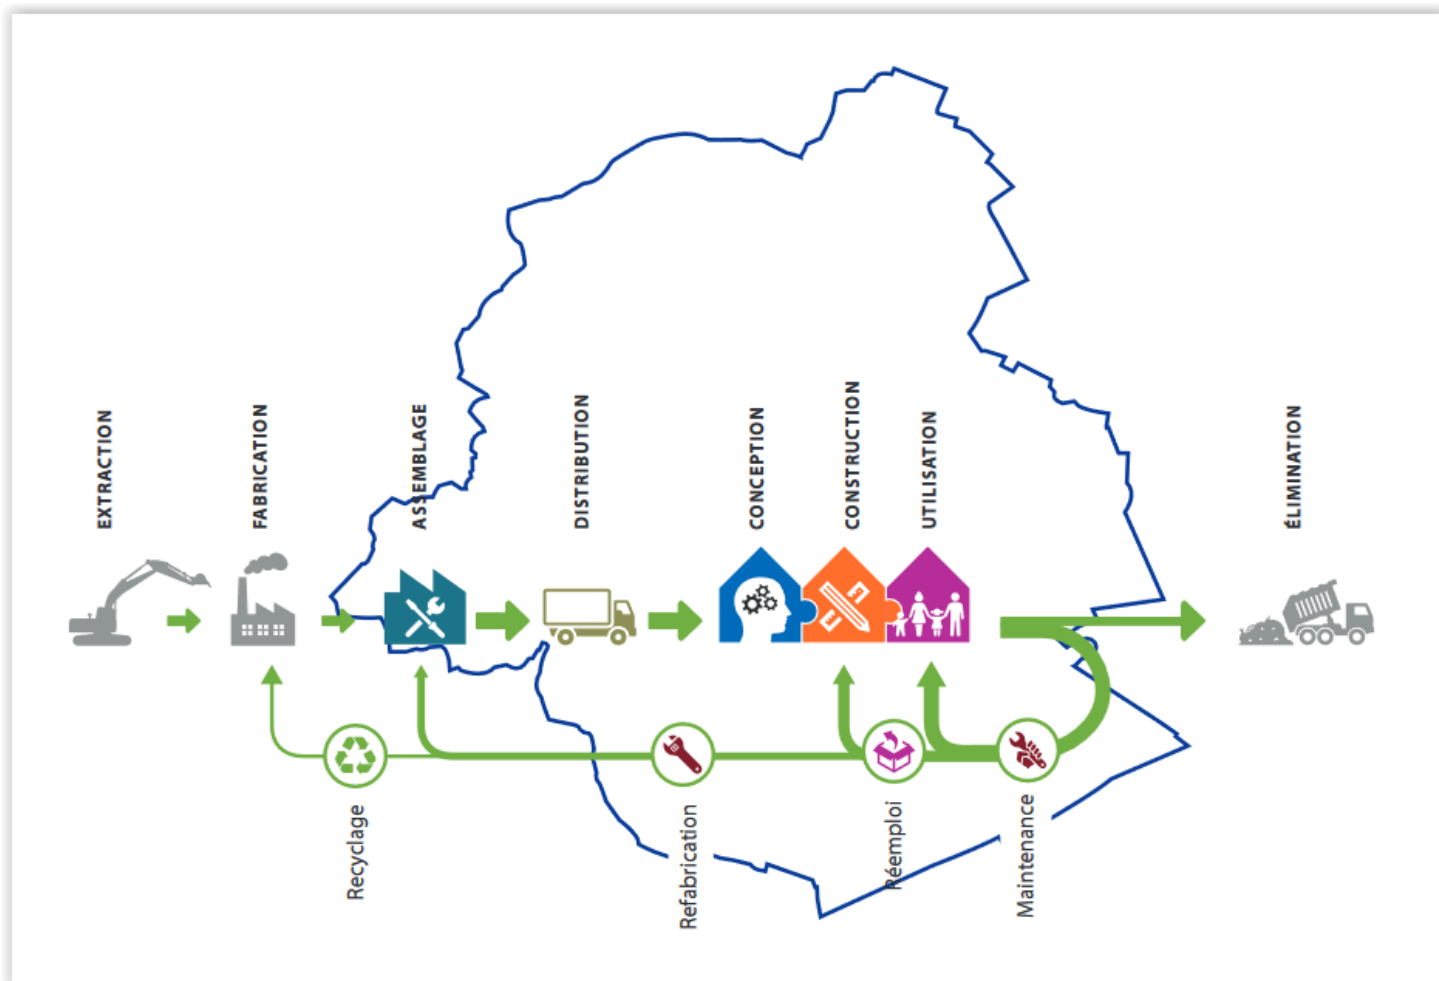 EXTRACTION
FABRICATION
ASSEMBLAGE
DISTRIBUTION
CONCEPTION
CONSTRUCTION
UTILISATION
ÉLIMINATION
Recyclage
Refabrication
Réemploi
Maintenance